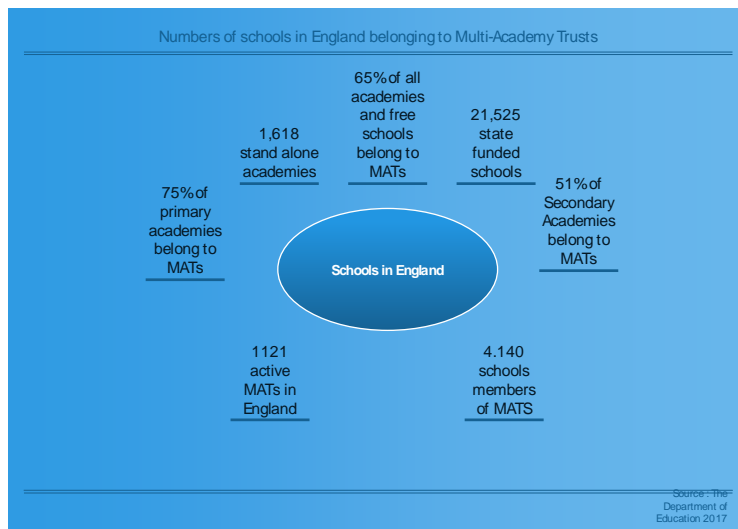 Numbers of schools in England belonging to Multi-Academy Trusts
65% of all
academies
and free
schools
belong to
MATs
21,525
state
funded
schools
1,618
stand alone
academies
51% of
Secondary
Academies
belong to
MATs
75% of
primary
academies
belong to
MATs
Schools in England
1121
active
MATs in
England
4.140
schools
members
of MATS
Source : The
Department of
Education 2017